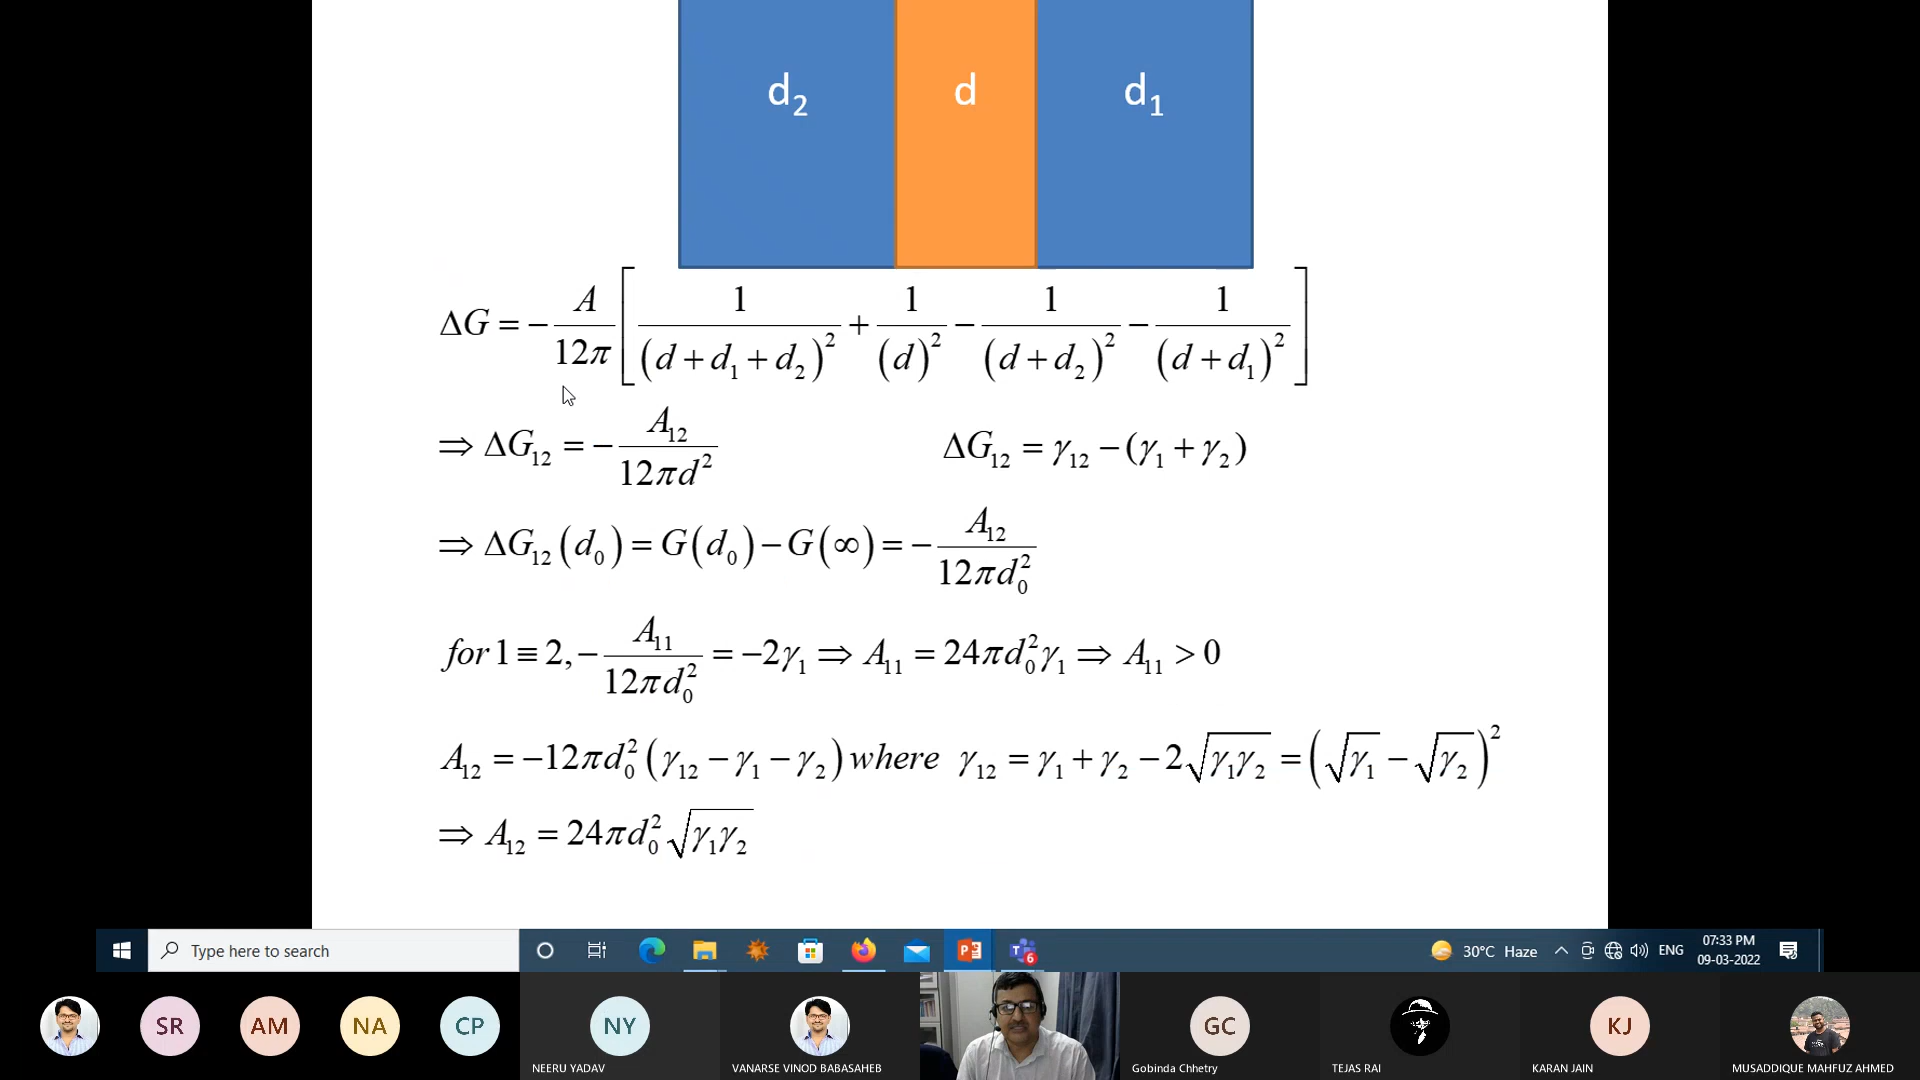 d₂ d d₁
ΔG = −A/12π [1/(d+d₁+d₂)² + 1/(d)² − 1/(d+d₂)² − 1/(d+d₁)²]
⇒ ΔG₁₂ = −A₁₂/12πd² ΔG₁₂ = γ₁₂ − (γ₁ + γ₂)
⇒ ΔG₁₂(d₀) = G(d₀) − G(∞) = −A₁₂/12πd₀²
for 1 ≡ 2, −A₁₁/12πd₀² = −2γ₁ ⇒ A₁₁ = 24πd₀²γ₁ ⇒ A₁₁ > 0
A₁₂ = −12πd₀²(γ₁₂ − γ₁ − γ₂) where γ₁₂ = γ₁ + γ₂ − 2√(γ₁γ₂) = (√γ₁ − √γ₂)²
⇒ A₁₂ = 24πd₀²√(γ₁γ₂)
Type here to search
6
30°C Haze
ENG
07:33 PM
09-03-2022
SR AM NA CP NY GC KJ
NEERU YADAV
VANARSE VINOD BABASAHEB
Gobinda Chhetry
TEJAS RAI
KARAN JAIN
MUSADDIQUE MAHFUZ AHMED